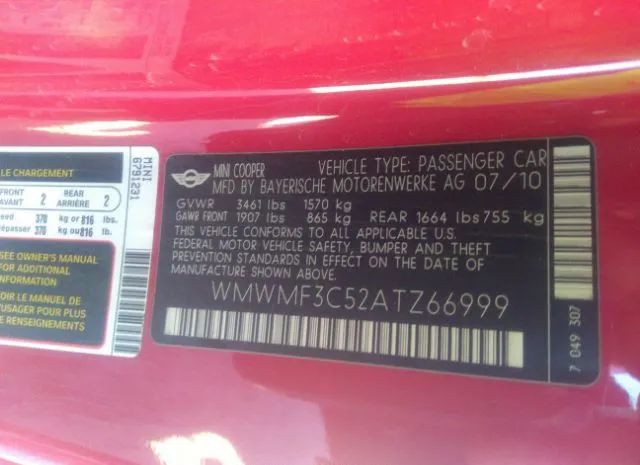 LE CHARGEMENT
FRONT
AVANT 2 REAR
ARRIÈRE 2
370 kg or 816 lbs.
dépasser 370 kg ou 816 lb.
SEE OWNER'S MANUAL
FOR ADDITIONAL
INFORMATION
LE MANUEL DE
L'USAGER POUR PLUS
DE RENSEIGNEMENTS
MINI
6791231
MINI COOPER VEHICLE TYPE: PASSENGER CAR
MFD BY BAYERISCHE MOTORENWERKE AG 07/10
GVWR 3461 lbs 1570 kg
GAWR FRONT 1907 lbs 865 kg REAR 1664 lbs 755 kg
THIS VEHICLE CONFORMS TO ALL APPLICABLE U.S.
FEDERAL MOTOR VEHICLE SAFETY, BUMPER AND THEFT
PREVENTION STANDARDS IN EFFECT ON THE DATE OF
MANUFACTURE SHOWN ABOVE.
WMWMF3C52ATZ66999
7 049 307